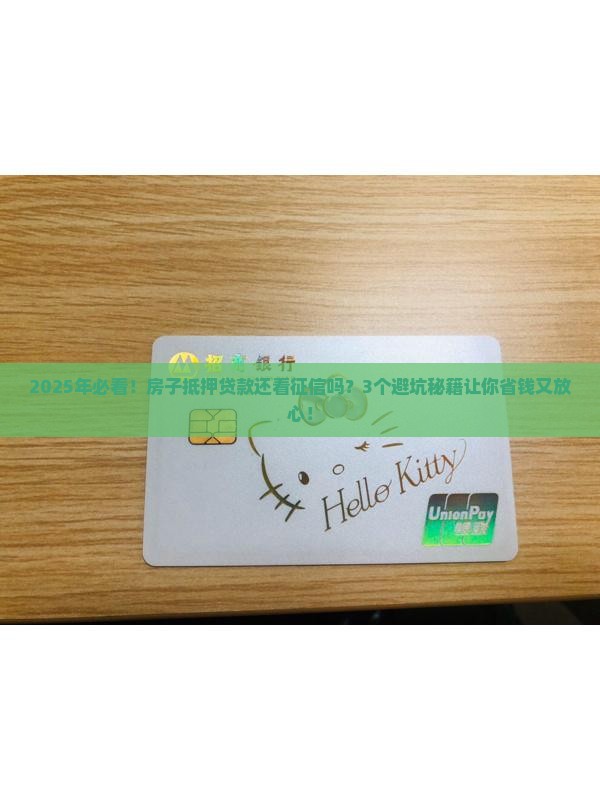 招商银行
2025年必看！房子抵押贷款还看征信吗？3个避坑秘籍让你省钱又放
心！
Hello Kitty
UnionPay
银联